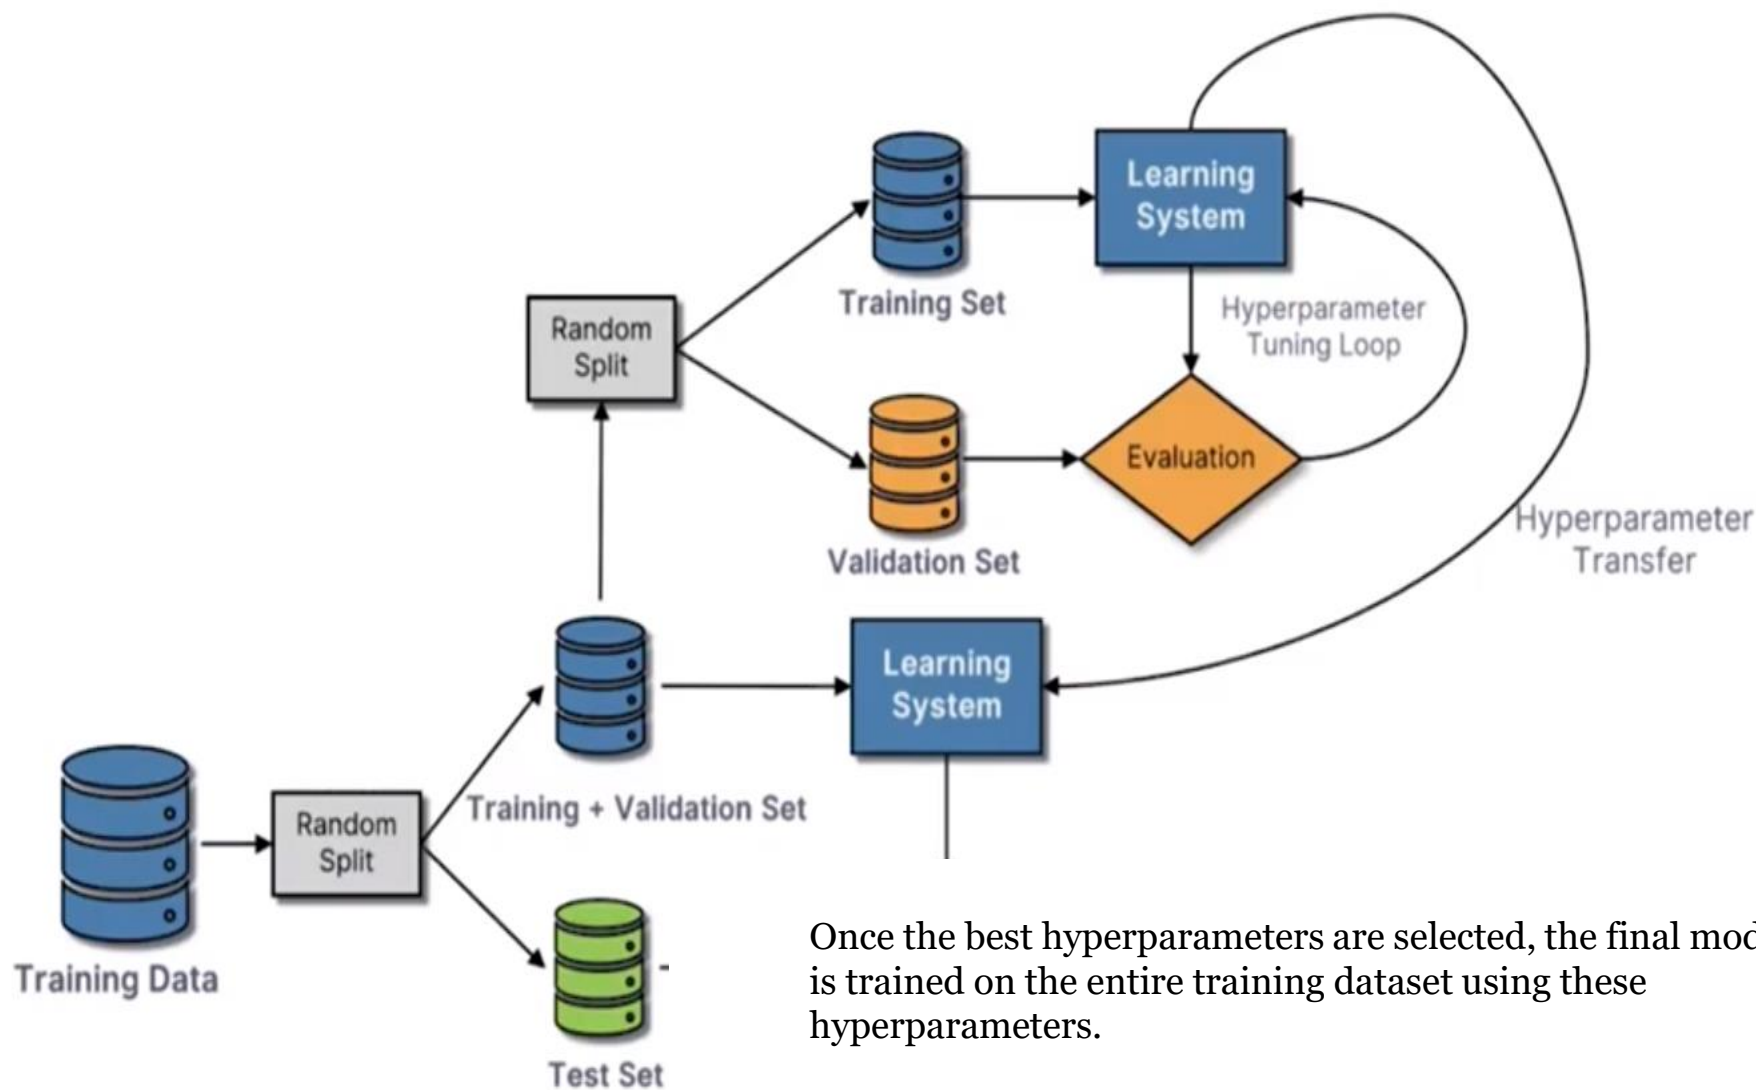 Learning
System
Training Set
Hyperparameter
Tuning Loop
Random
Split
Evaluation
Hyperparameter
Transfer
Validation Set
Learning
System
Training + Validation Set
Random
Split
Training Data
Test Set
Once the best hyperparameters are selected, the final
is trained on the entire training dataset using these
hyperparameters.